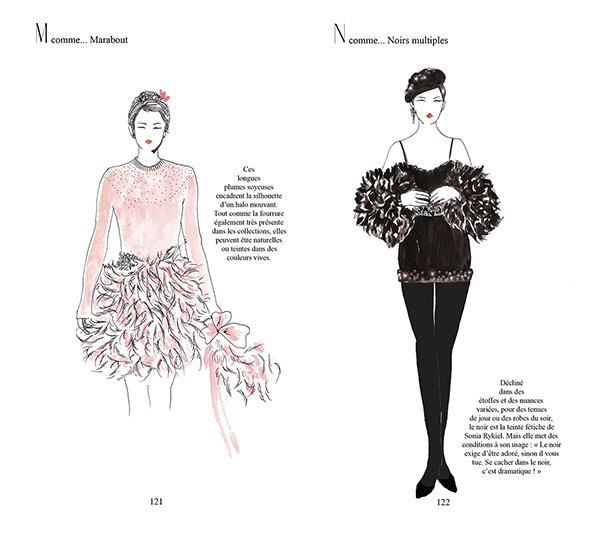 M comme... Marabout
Ces
longues
plumes soyeuses
encadrent la silhouette
d'un halo mouvant.
Tout comme la fourrure
également très présente
dans les collections, elles
peuvent être naturelles
ou teintes dans des
couleurs vives.
121
N comme... Noirs multiples
Décliné
dans des
étoffes et des nuances
variées, pour des tenues
de jour ou des robes du soir,
le noir est la teinte fétiche de
Sonia Rykiel. Mais elle met des
conditions à son usage : « Le noir
exige d'être adoré, sinon il vous
tue. Se cacher dans le noir,
c'est dramatique ! »
122